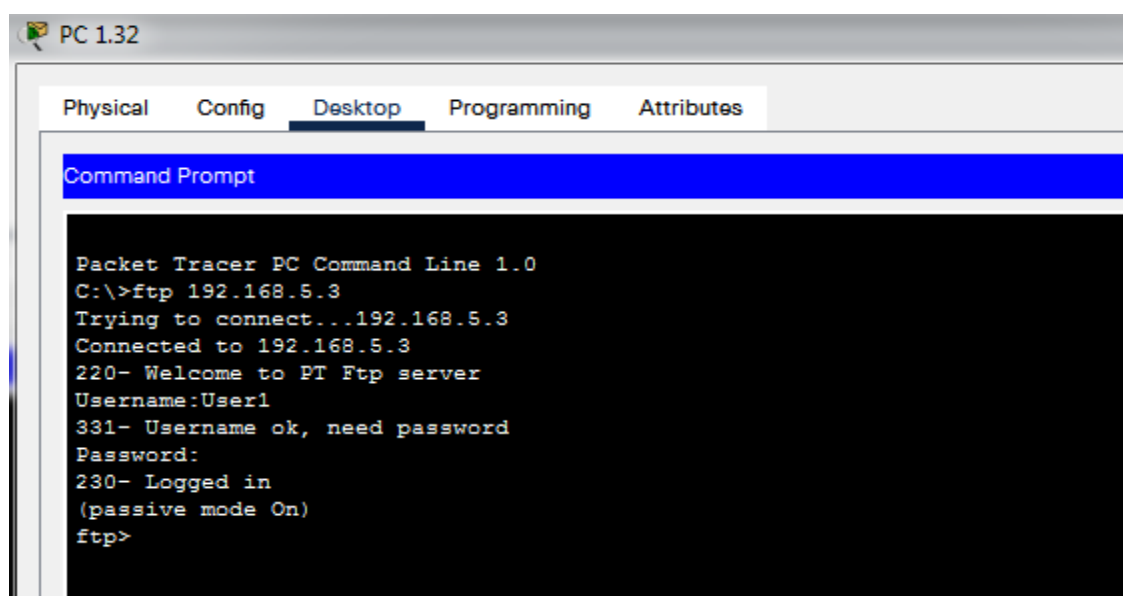 PC 1.32
Physical Config Desktop Programming Attributes
Command Prompt
Packet Tracer PC Command Line 1.0
C:\>ftp 192.168.5.3
Trying to connect...192.168.5.3
Connected to 192.168.5.3
220- Welcome to PT Ftp server
Username:User1
331- Username ok, need password
Password:
230- Logged in
(passive mode On)
ftp>